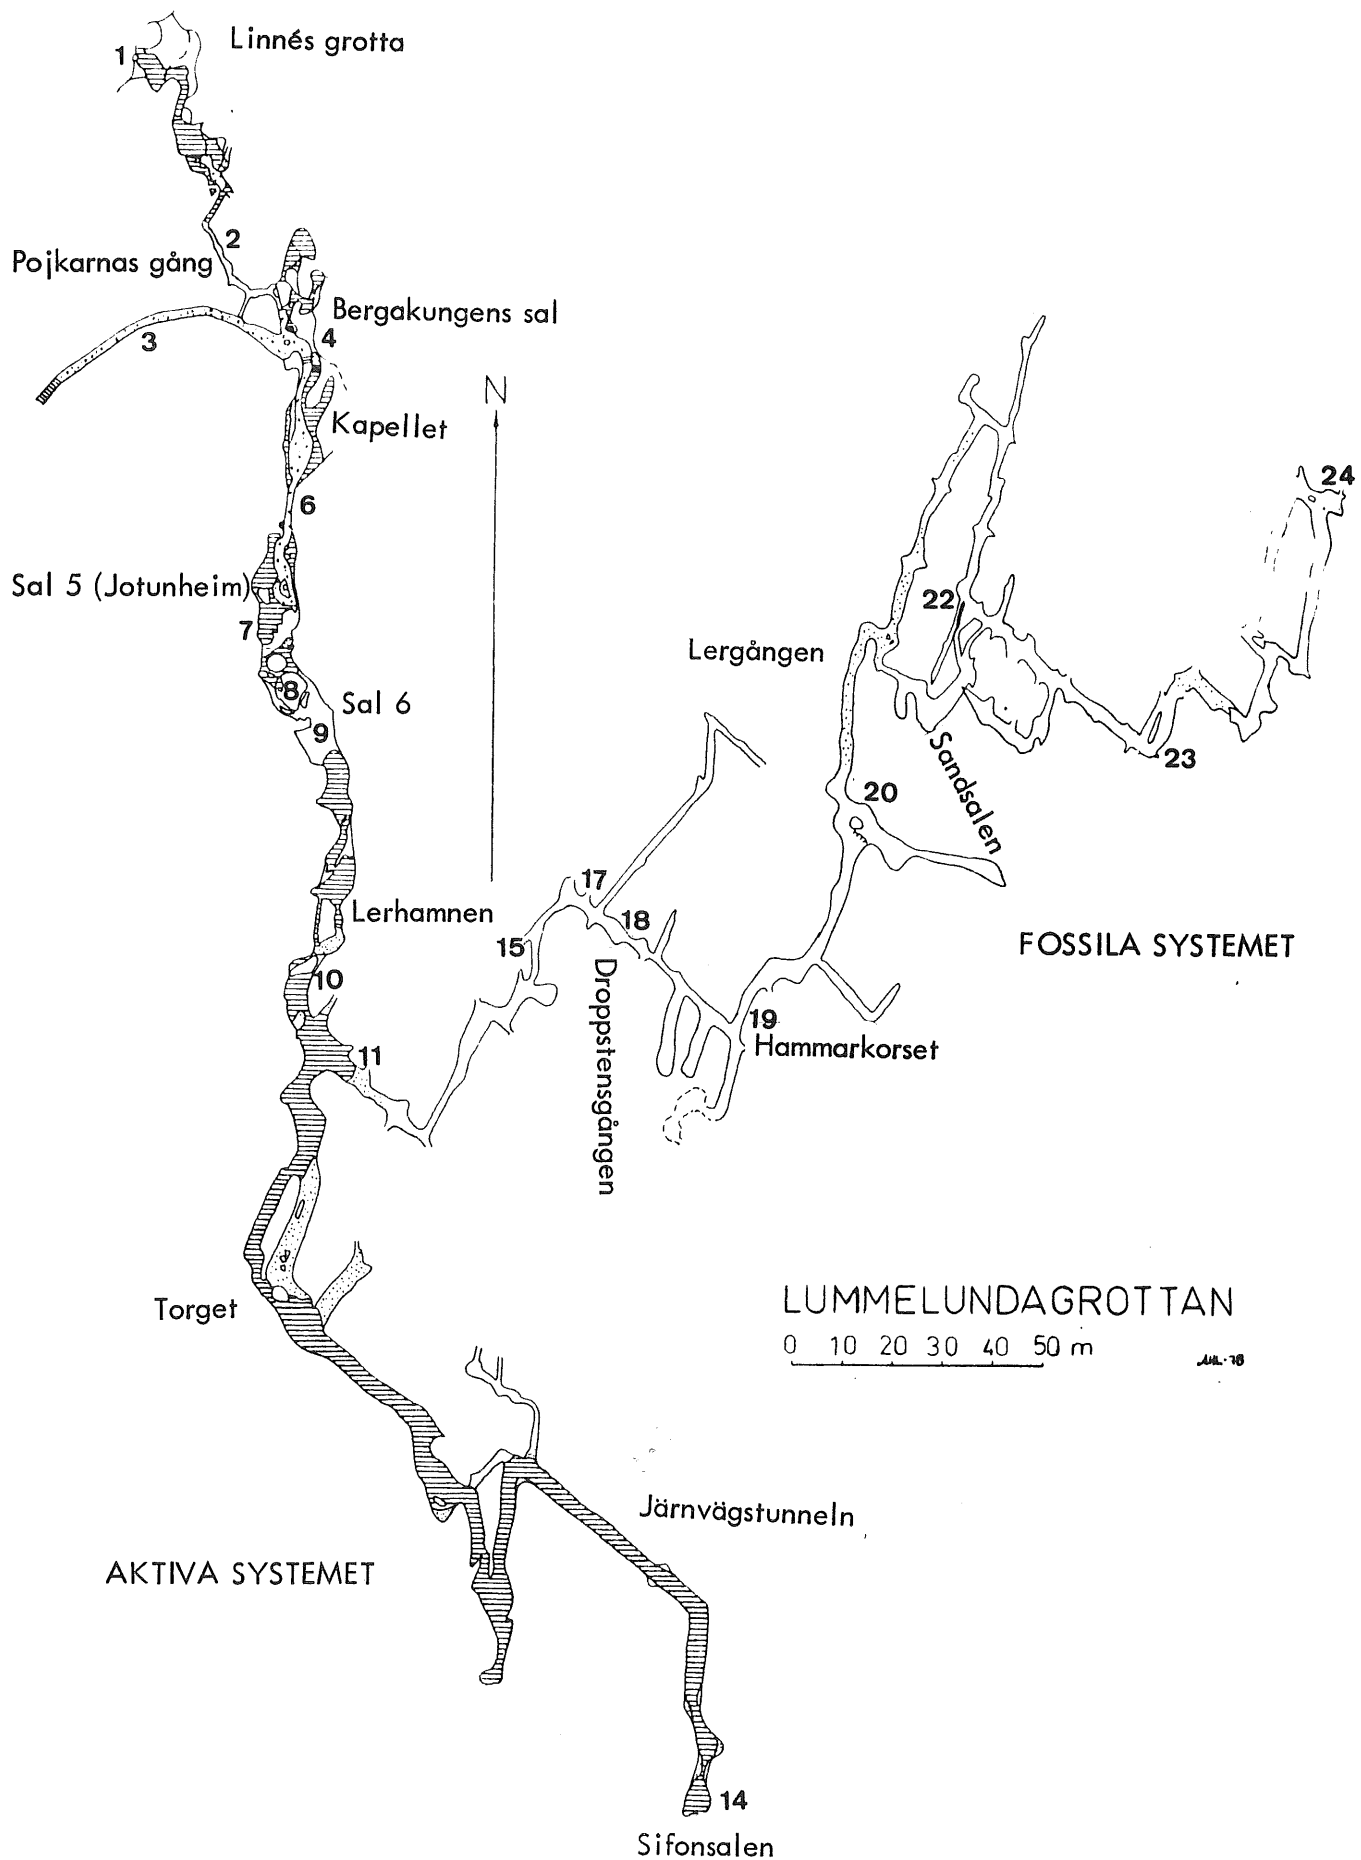 Linnés grotta
1
2
Pojkarnas gång
Bergakungens sal
3
4
N
Kapellet
6
24
Sal 5 (Jotunheim)
7
22
Lergången
8
Sal 6
9
23
Sandsalen
20
17
Lerhamnen
18
15
FOSSILA SYSTEMET
10
Droppstensgången
19
Hammarkorset
11
Torget
LUMMELUNDAGROTTAN
0 10 20 30 40 50 m
Järnvägstunneln
AKTIVA SYSTEMET
14
Sifonsalen